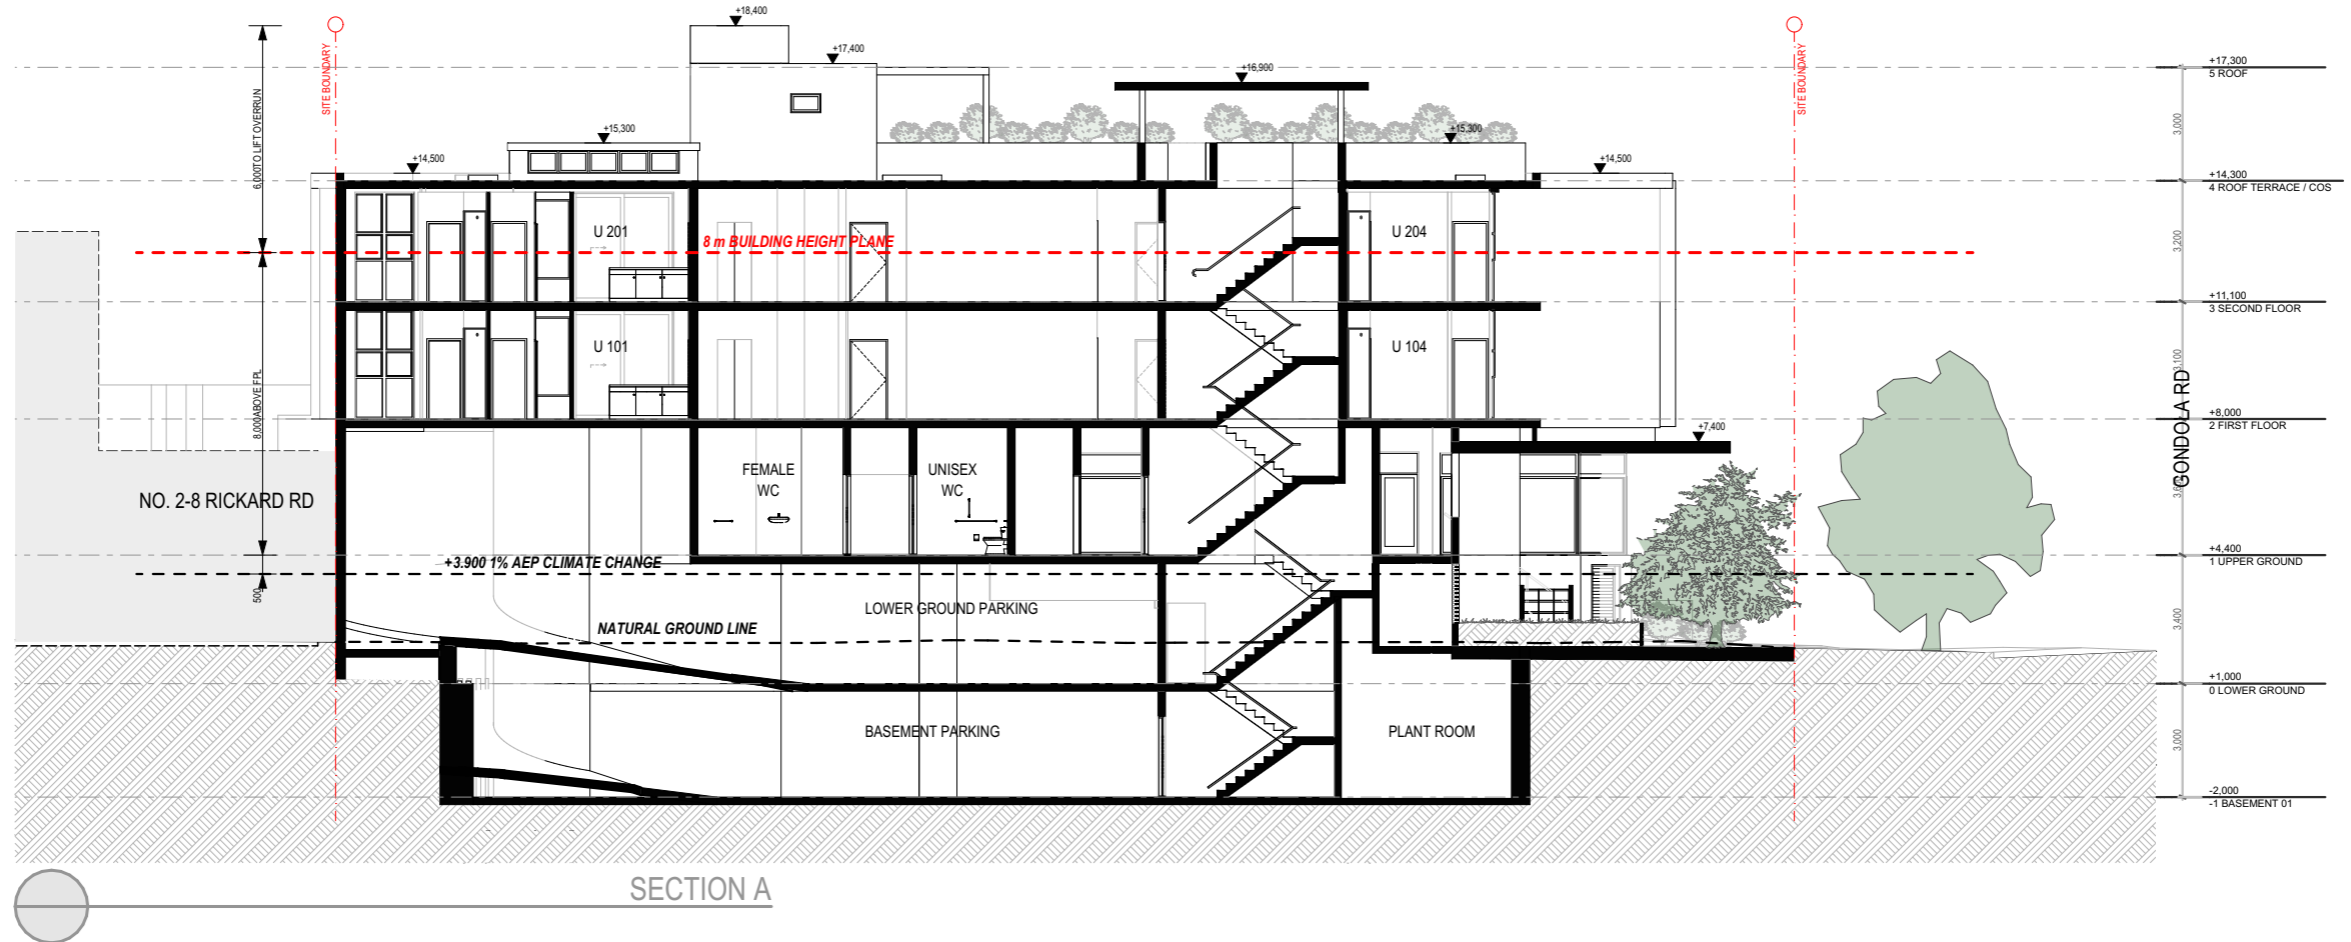 +18,400
+17,400
+16,900
+15,300
+15,300
+14,500
+14,500
SITE BOUNDARY
SITE BOUNDARY
6,000TO LIFT OVERRUN
8,000ABOVE FPL
500
+17,300
5 ROOF
3,000
+14,300
4 ROOF TERRACE / COS
3,200
+11,100
3 SECOND FLOOR
3,100
+8,000
2 FIRST FLOOR
+4,400
1 UPPER GROUND
3,400
+1,000
0 LOWER GROUND
3,000
-2,000
-1 BASEMENT 01
GONDOLA RD
U 201
8 m BUILDING HEIGHT PLANE
U 204
U 101
U 104
+7,400
FEMALE
WC
UNISEX
WC
NO. 2-8 RICKARD RD
+3.900 1% AEP CLIMATE CHANGE
LOWER GROUND PARKING
NATURAL GROUND LINE
BASEMENT PARKING
PLANT ROOM
SECTION A